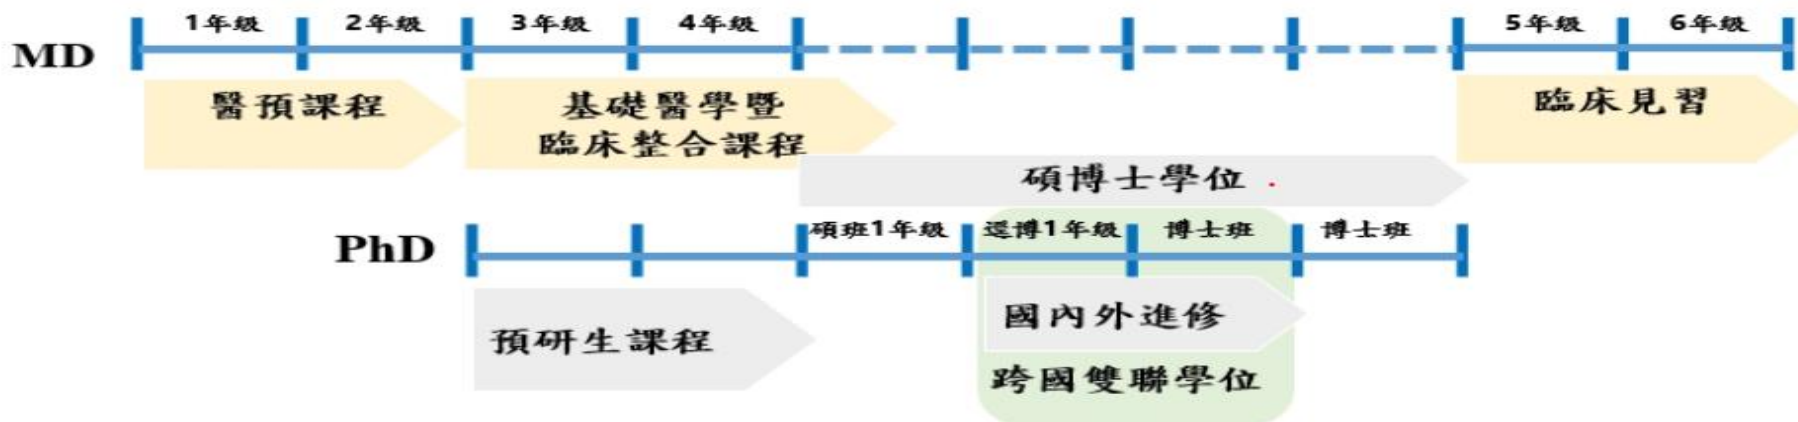 1年級 2年級 3年級 4年級 5年級 6年級
MD
醫預課程
基礎醫學暨
臨床整合課程
臨床見習
碩博士學位
碩班1年級 逕博1年級 博士班 博士班
PhD
預研生課程
國內外進修
跨國雙聯學位